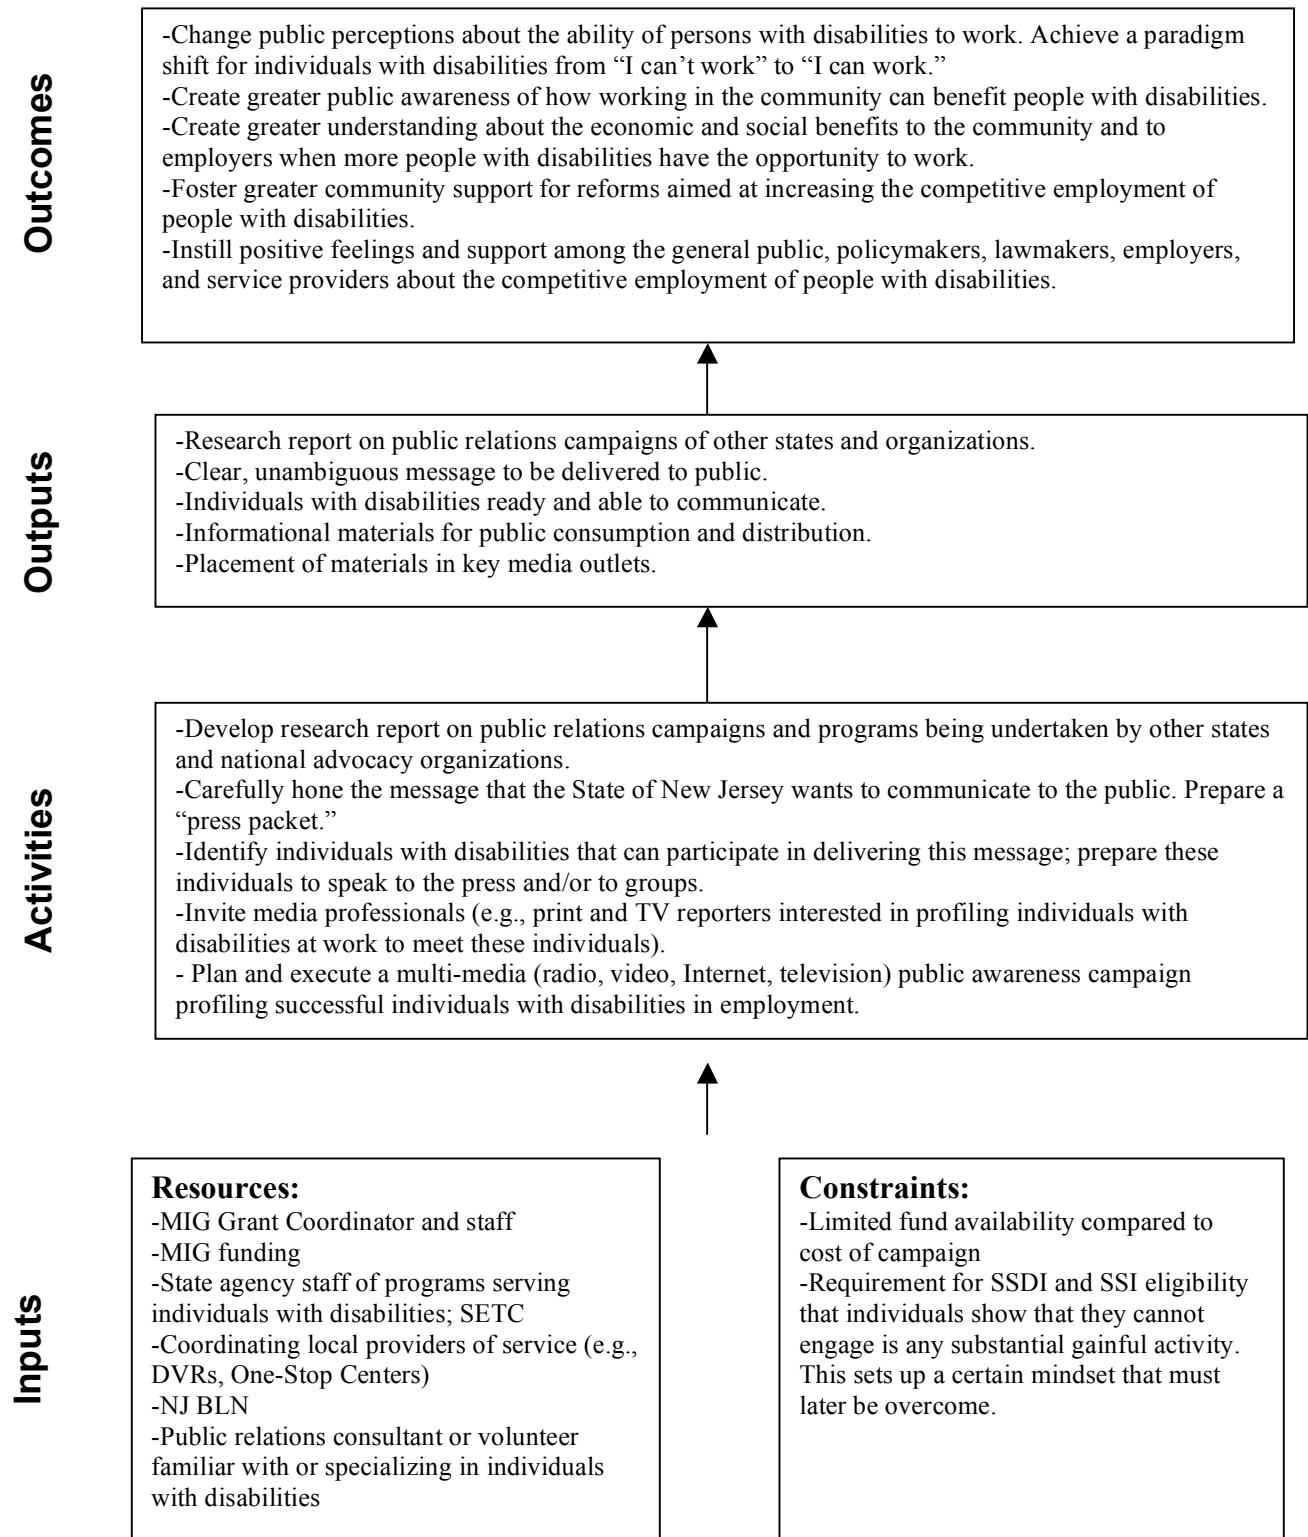 Outcomes
-Change public perceptions about the ability of persons with disabilities to work. Achieve a paradigm
shift for individuals with disabilities from “I can’t work” to “I can work.”
-Create greater public awareness of how working in the community can benefit people with disabilities.
-Create greater understanding about the economic and social benefits to the community and to
employers when more people with disabilities have the opportunity to work.
-Foster greater community support for reforms aimed at increasing the competitive employment of
people with disabilities.
-Instill positive feelings and support among the general public, policymakers, lawmakers, employers,
and service providers about the competitive employment of people with disabilities.
Outputs
-Research report on public relations campaigns of other states and organizations.
-Clear, unambiguous message to be delivered to public.
-Individuals with disabilities ready and able to communicate.
-Informational materials for public consumption and distribution.
-Placement of materials in key media outlets.
Activities
-Develop research report on public relations campaigns and programs being undertaken by other states
and national advocacy organizations.
-Carefully hone the message that the State of New Jersey wants to communicate to the public. Prepare a
“press packet.”
-Identify individuals with disabilities that can participate in delivering this message; prepare these
individuals to speak to the press and/or to groups.
-Invite media professionals (e.g., print and TV reporters interested in profiling individuals with
disabilities at work to meet these individuals).
- Plan and execute a multi-media (radio, video, Internet, television) public awareness campaign
profiling successful individuals with disabilities in employment.
Inputs
Resources:
-MIG Grant Coordinator and staff
-MIG funding
-State agency staff of programs serving
individuals with disabilities; SETC
-Coordinating local providers of service (e.g.,
DVRs, One-Stop Centers)
-NJ BLN
-Public relations consultant or volunteer
familiar with or specializing in individuals
with disabilities
Constraints:
-Limited fund availability compared to
cost of campaign
-Requirement for SSDI and SSI eligibility
that individuals show that they cannot
engage is any substantial gainful activity.
This sets up a certain mindset that must
later be overcome.